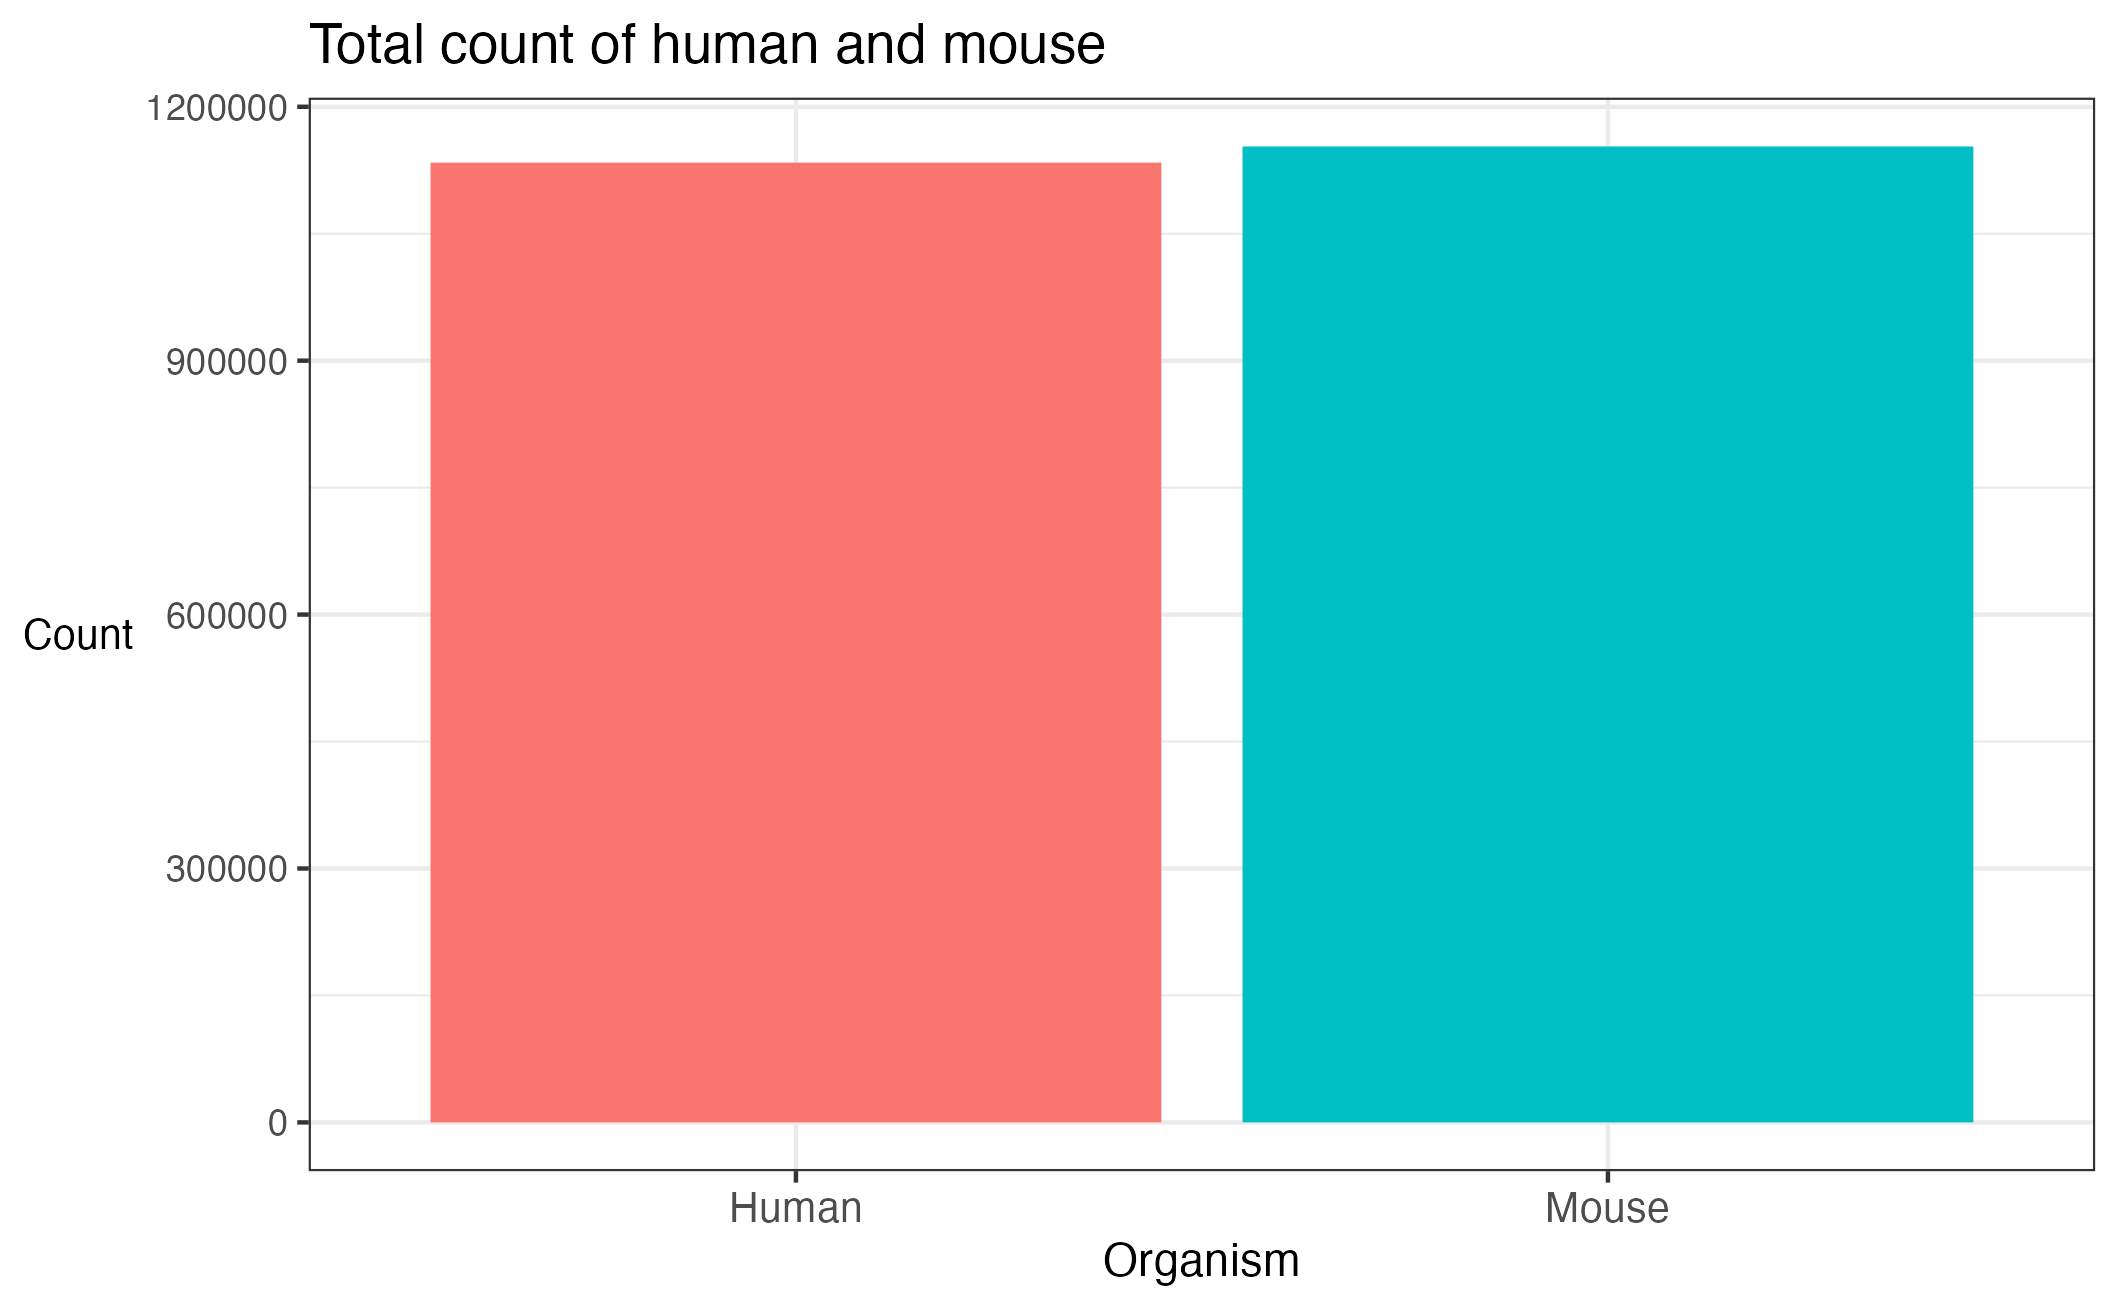 Total count of human and mouse
1200000
900000
600000
300000
0
Count
Human
Mouse
Organism